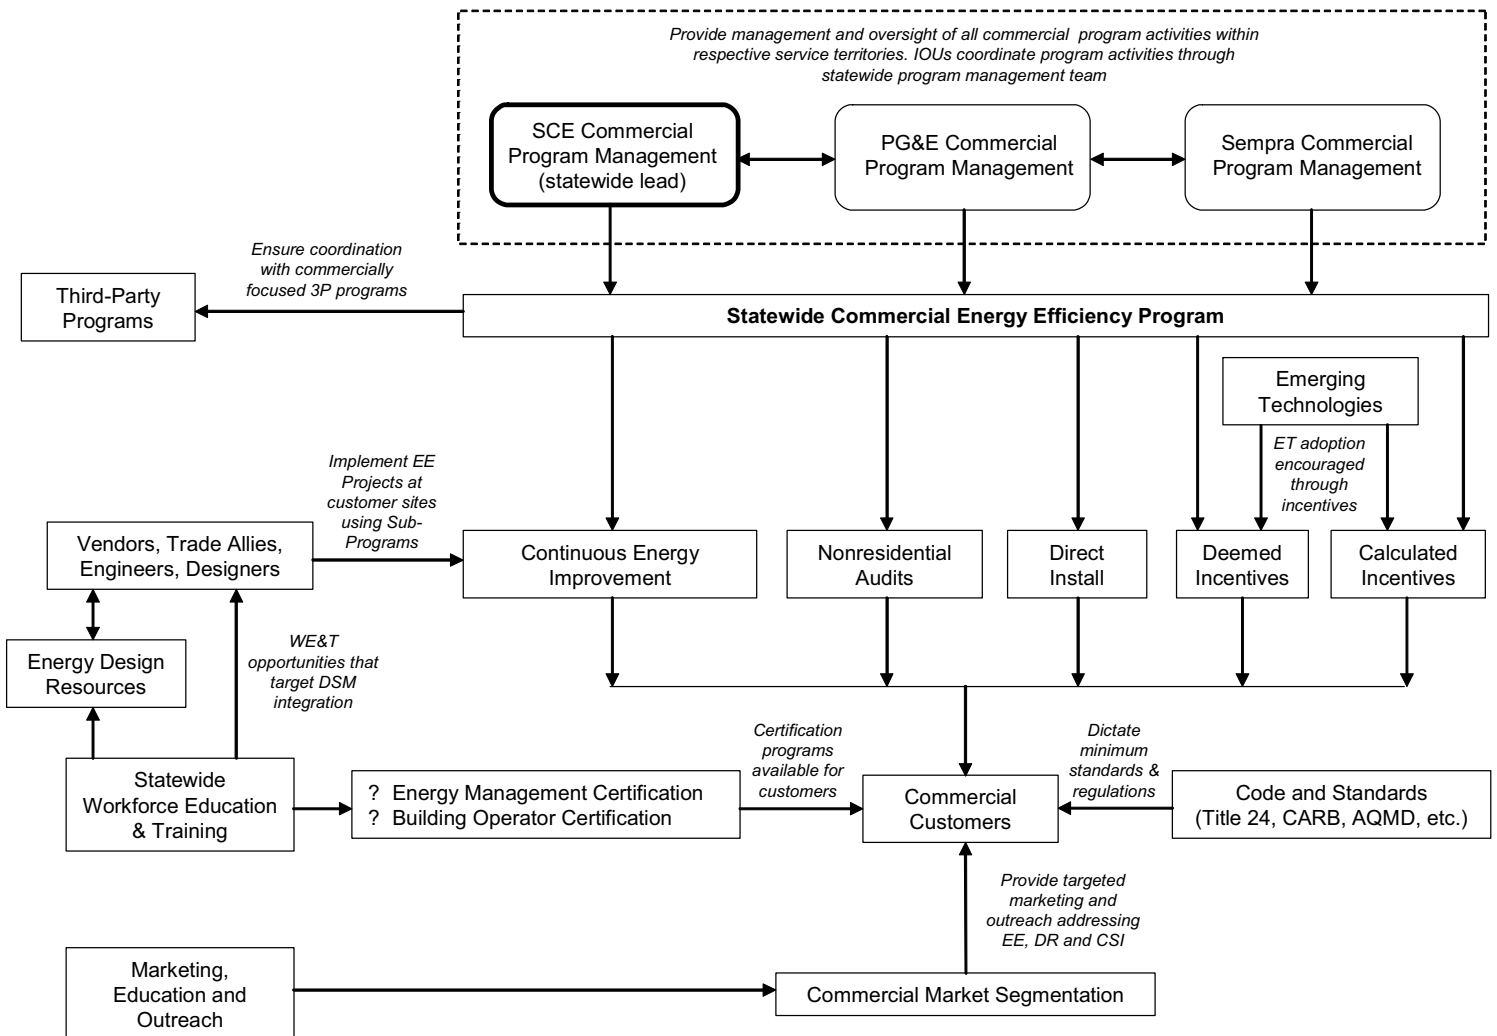 Provide management and oversight of all commercial program activities within
respective service territories. IOUs coordinate program activities through
statewide program management team
SCE Commercial
Program Management
(statewide lead)
PG&E Commercial
Program Management
Sempra Commercial
Program Management
Ensure coordination
with commercially
focused 3P programs
Third-Party
Programs
Statewide Commercial Energy Efficiency Program
Emerging
Technologies
ET adoption
encouraged
through
incentives
Implement EE
Projects at
customer sites
using Sub-
Programs
Vendors, Trade Allies,
Engineers, Designers
Continuous Energy
Improvement
Nonresidential
Audits
Direct
Install
Deemed
Incentives
Calculated
Incentives
Energy Design
Resources
WE&T
opportunities that
target DSM
integration
Statewide
Workforce Education
& Training
? Energy Management Certification
? Building Operator Certification
Certification
programs
available for
customers
Commercial
Customers
Dictate
minimum
standards &
regulations
Code and Standards
(Title 24, CARB, AQMD, etc.)
Provide targeted
marketing and
outreach addressing
EE, DR and CSI
Marketing,
Education and
Outreach
Commercial Market Segmentation